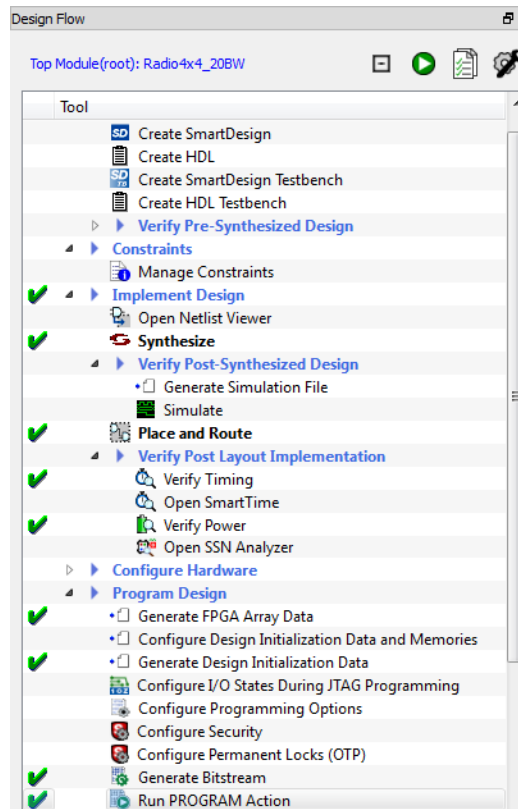 Design Flow
Top Module(root): Radio4x4_20BW
Tool
SD Create SmartDesign
Create HDL
SD TB Create SmartDesign Testbench
Create HDL Testbench
Verify Pre-Synthesized Design
Constraints
Manage Constraints
Implement Design
Open Netlist Viewer
Synthesize
Verify Post-Synthesized Design
Generate Simulation File
Simulate
Place and Route
Verify Post Layout Implementation
Verify Timing
Open SmartTime
Verify Power
Open SSN Analyzer
Configure Hardware
Program Design
Generate FPGA Array Data
Configure Design Initialization Data and Memories
Generate Design Initialization Data
Configure I/O States During JTAG Programming
Configure Programming Options
Configure Security
Configure Permanent Locks (OTP)
Generate Bitstream
Run PROGRAM Action